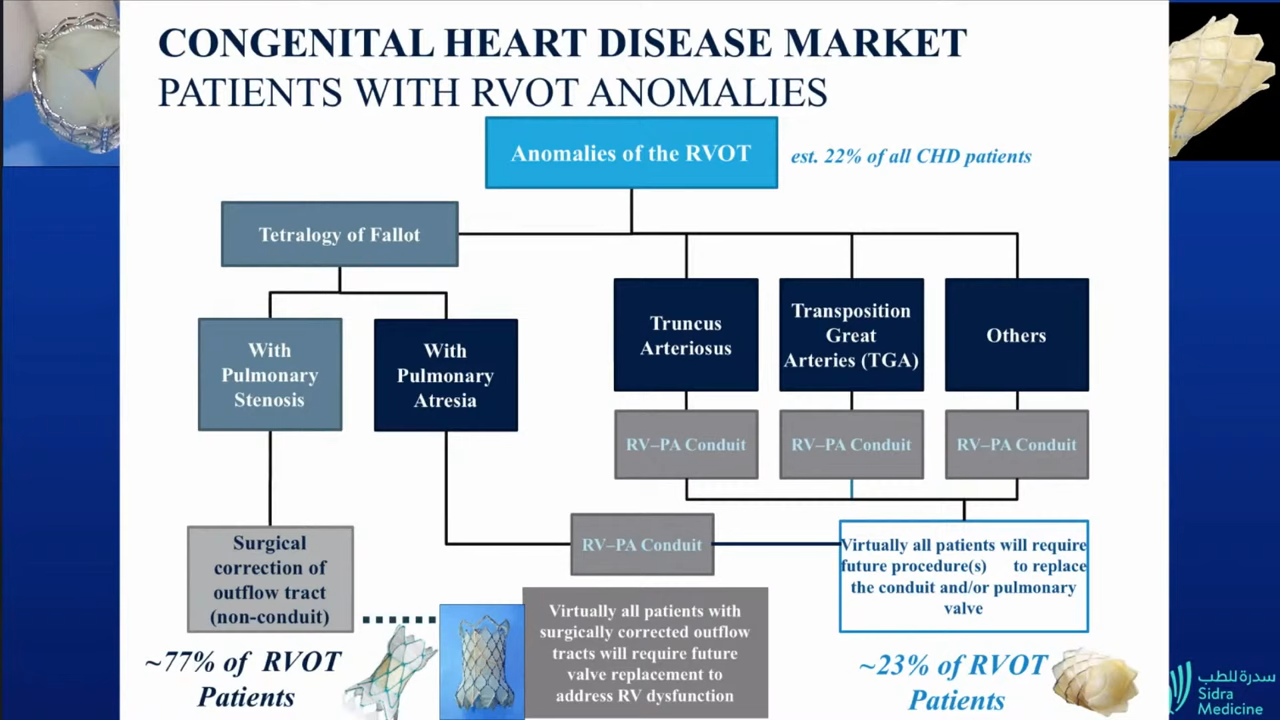 CONGENITAL HEART DISEASE MARKET
PATIENTS WITH RVOT ANOMALIES
Anomalies of the RVOT
est. 22% of all CHD patients
Tetralogy of Fallot
With
Pulmonary
Stenosis
With
Pulmonary
Atresia
Truncus
Arteriosus
Transposition
Great
Arteries (TGA)
Others
RV–PA Conduit
RV–PA Conduit
RV–PA Conduit
Surgical
correction of
outflow tract
(non-conduit)
RV–PA Conduit
Virtually all patients will require
future procedure(s) to replace
the conduit and/or pulmonary
valve
Virtually all patients with
surgically corrected outflow
tracts will require future
valve replacement to
address RV dysfunction
~77% of RVOT
Patients
~23% of RVOT
Patients
سدرة للطب
Sidra
Medicine